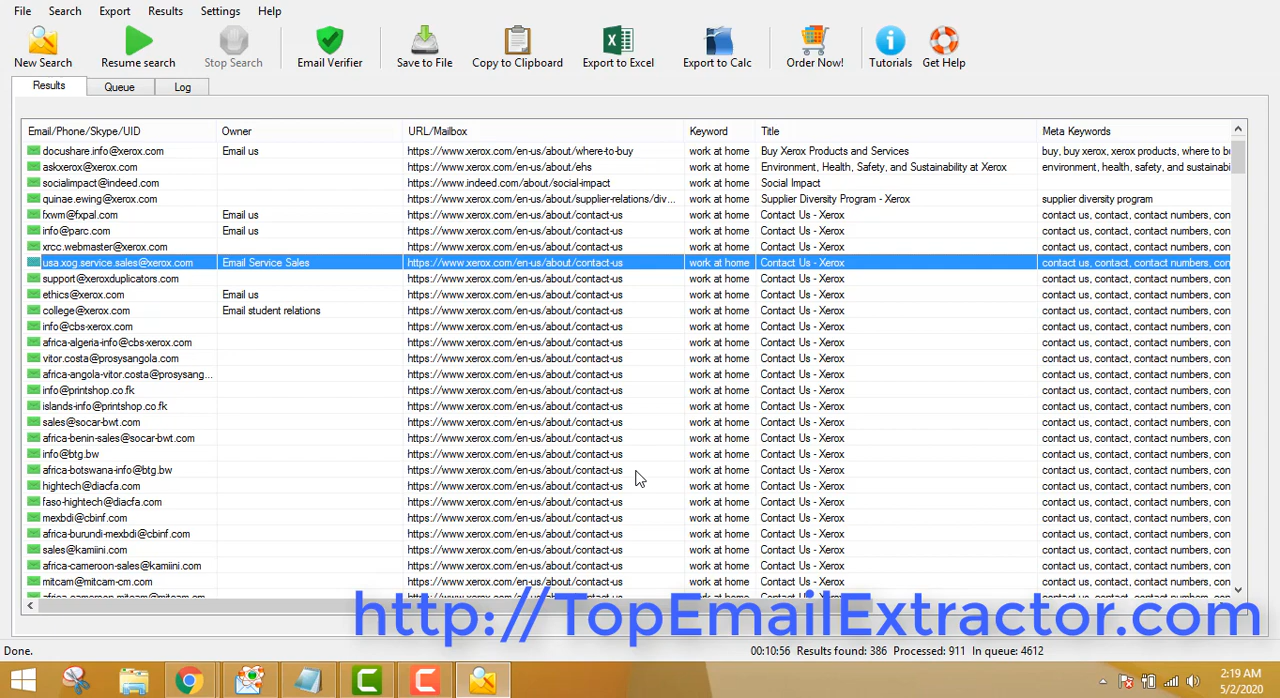 File Search Export Results Settings Help
New Search Resume search Stop Search Email Verifier Save to File Copy to Clipboard Export to Excel Export to Calc Order Now! Tutorials Get Help
Results Queue Log
Email/Phone/Skype/UID Owner URL/Mailbox Keyword Title Meta Keywords
docushare.info@xerox.com Email us https://www.xerox.com/en-us/about/where-to-buy work at home Buy Xerox Products and Services buy, buy xerox, xerox products, where to bu
askxerox@xerox.com https://www.xerox.com/en-us/about/ehs work at home Environment, Health, Safety, and Sustainability at Xerox environment, health, safety, and sustainabi
socialimpact@indeed.com https://www.indeed.com/about/social-impact work at home Social Impact
quinae.ewing@xerox.com https://www.xerox.com/en-us/about/supplier-relations/div... work at home Supplier Diversity Program - Xerox supplier diversity program
fxwm@fxpal.com Email us https://www.xerox.com/en-us/about/contact-us work at home Contact Us - Xerox contact us, contact, contact numbers, con
info@parc.com Email us https://www.xerox.com/en-us/about/contact-us work at home Contact Us - Xerox contact us, contact, contact numbers, con
xrcc.webmaster@xerox.com https://www.xerox.com/en-us/about/contact-us work at home Contact Us - Xerox contact us, contact, contact numbers, con
usa.xog.service.sales@xerox.com Email Service Sales https://www.xerox.com/en-us/about/contact-us work at home Contact Us - Xerox contact us, contact, contact numbers, con
support@xeroxduplicators.com https://www.xerox.com/en-us/about/contact-us work at home Contact Us - Xerox contact us, contact, contact numbers, con
ethics@xerox.com Email us https://www.xerox.com/en-us/about/contact-us work at home Contact Us - Xerox contact us, contact, contact numbers, con
college@xerox.com Email student relations https://www.xerox.com/en-us/about/contact-us work at home Contact Us - Xerox contact us, contact, contact numbers, con
info@cbs-xerox.com https://www.xerox.com/en-us/about/contact-us work at home Contact Us - Xerox contact us, contact, contact numbers, con
africa-algeria-info@cbs-xerox.com https://www.xerox.com/en-us/about/contact-us work at home Contact Us - Xerox contact us, contact, contact numbers, con
vitor.costa@prosysangola.com https://www.xerox.com/en-us/about/contact-us work at home Contact Us - Xerox contact us, contact, contact numbers, con
africa-angola-vitor.costa@prosysang... https://www.xerox.com/en-us/about/contact-us work at home Contact Us - Xerox contact us, contact, contact numbers, con
info@printshop.co.fk https://www.xerox.com/en-us/about/contact-us work at home Contact Us - Xerox contact us, contact, contact numbers, con
islands-info@printshop.co.fk https://www.xerox.com/en-us/about/contact-us work at home Contact Us - Xerox contact us, contact, contact numbers, con
sales@socar-bwt.com https://www.xerox.com/en-us/about/contact-us work at home Contact Us - Xerox contact us, contact, contact numbers, con
africa-benin-sales@socar-bwt.com https://www.xerox.com/en-us/about/contact-us work at home Contact Us - Xerox contact us, contact, contact numbers, con
info@btg.bw https://www.xerox.com/en-us/about/contact-us work at home Contact Us - Xerox contact us, contact, contact numbers, con
africa-botswana-info@btg.bw https://www.xerox.com/en-us/about/contact-us work at home Contact Us - Xerox contact us, contact, contact numbers, con
hightech@diacfa.com https://www.xerox.com/en-us/about/contact-us work at home Contact Us - Xerox contact us, contact, contact numbers, con
faso-hightech@diacfa.com https://www.xerox.com/en-us/about/contact-us work at home Contact Us - Xerox contact us, contact, contact numbers, con
mexbdi@cbinf.com https://www.xerox.com/en-us/about/contact-us work at home Contact Us - Xerox contact us, contact, contact numbers, con
africa-burundi-mexbdi@cbinf.com https://www.xerox.com/en-us/about/contact-us work at home Contact Us - Xerox contact us, contact, contact numbers, con
sales@kamiini.com https://www.xerox.com/en-us/about/contact-us work at home Contact Us - Xerox contact us, contact, contact numbers, con
africa-cameroon-sales@kamiini.com https://www.xerox.com/en-us/about/contact-us work at home Contact Us - Xerox contact us, contact, contact numbers, con
mitcam@mitcam-cm.com https://www.xerox.com/en-us/about/contact-us work at home Contact Us - Xerox contact us, contact, contact numbers, con
http://TopEmailExtractor.com
Done. 00:10:56 Results found: 386 Processed: 911 In queue: 4612
2:19 AM
5/2/2020